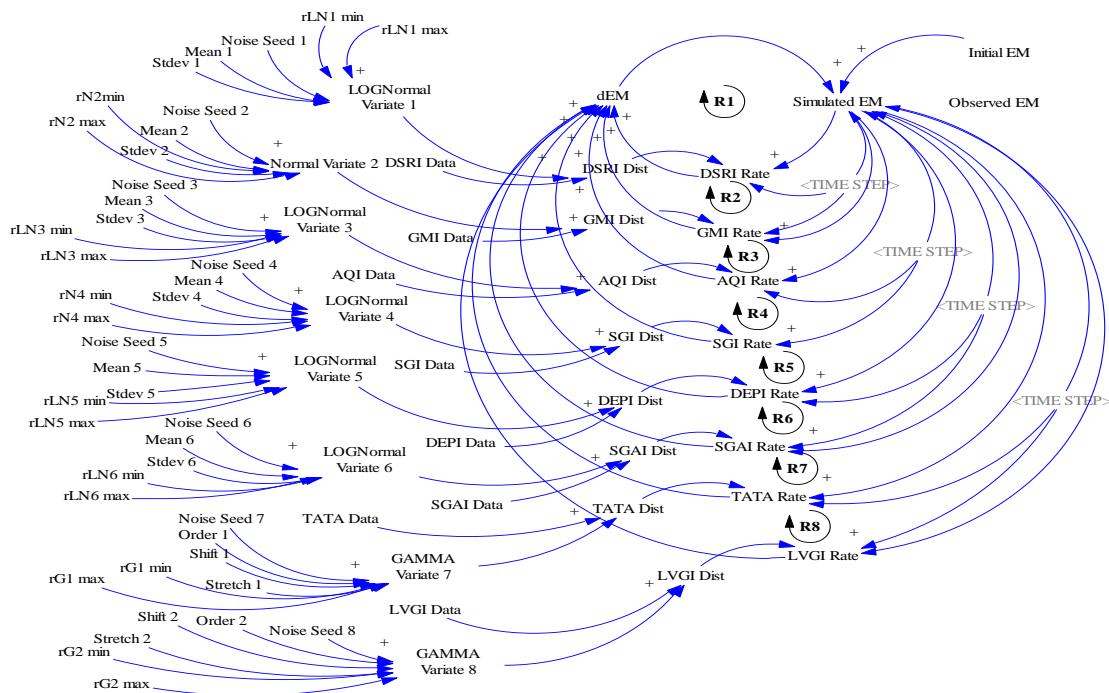 rLN1 min
rLN1 max
Noise Seed 1
Mean 1
Stdev 1
LOGNormal
Variate 1
Initial EM
dEM
R1
Simulated EM
Observed EM
rN2min
rN2 max
Noise Seed 2
Mean 2
Stdev 2
Normal Variate 2
DSRI Data
DSRI Dist
DSRI Rate
<TIME STEP>
R2
Noise Seed 3
Mean 3
Stdev 3
rLN3 min
rLN3 max
LOGNormal
Variate 3
GMI Data
GMI Dist
GMI Rate
R3
<TIME STEP>
Noise Seed 4
Mean 4
rN4 min
Stdev 4
rN4 max
LOGNormal
Variate 4
AQI Data
AQI Dist
AQI Rate
R4
<TIME STEP>
Noise Seed 5
Mean 5
Stdev 5
rLN5 min
rLN5 max
LOGNormal
Variate 5
SGI Data
SGI Dist
SGI Rate
R5
<TIME STEP>
Noise Seed 6
Mean 6
Stdev 6
rLN6 min
rLN6 max
LOGNormal
Variate 6
DEPI Data
DEPI Dist
DEPI Rate
R6
SGAI Data
SGAI Dist
SGAI Rate
R7
Noise Seed 7
Order 1
Shift 1
rG1 min
rG1 max
Stretch 1
GAMMA
Variate 7
TATA Data
TATA Dist
TATA Rate
R8
Shift 2
Order 2
Noise Seed 8
Stretch 2
rG2 min
rG2 max
GAMMA
Variate 8
LVGI Data
LVGI Dist
LVGI Rate